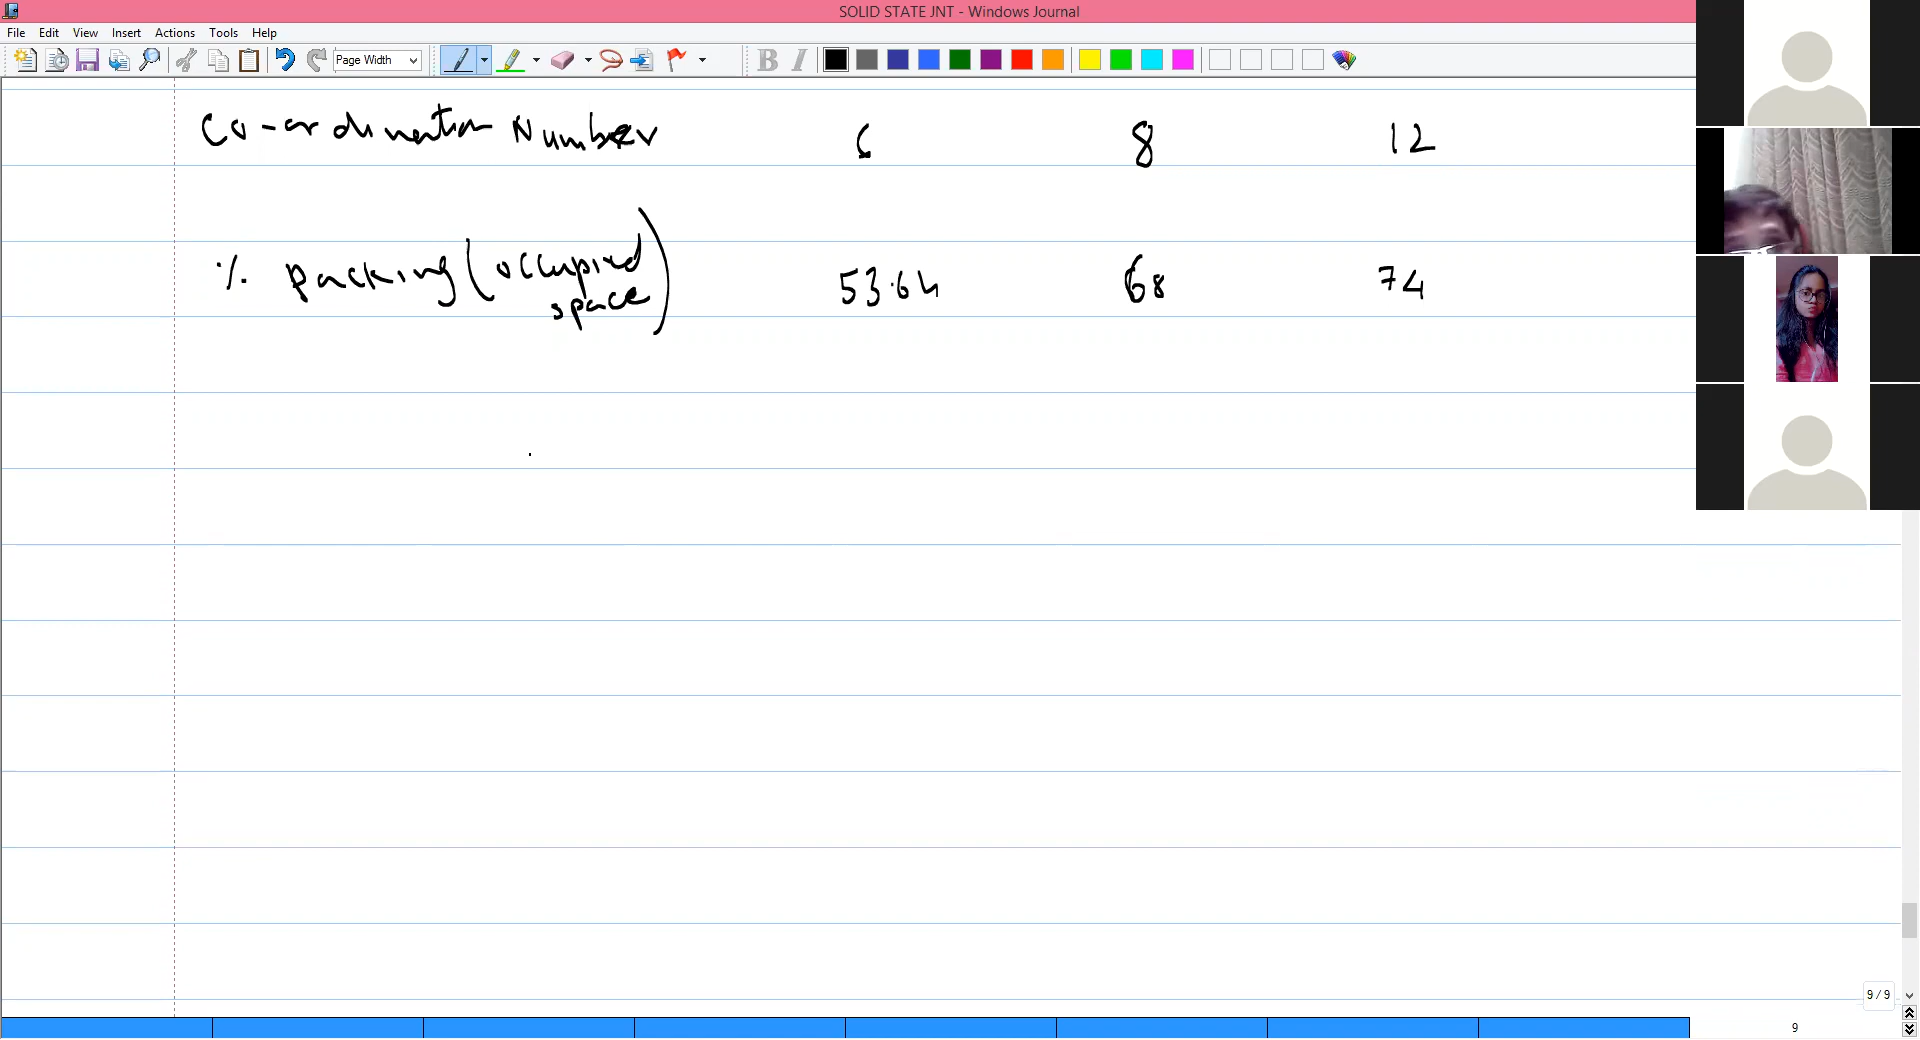 SOLID STATE JNT - Windows Journal
File Edit View Insert Actions Tools Help
Page Width B I
Co-ordination Number 6 8 12
% Packing (occupied space) 53.64 68 74
9 / 9
9